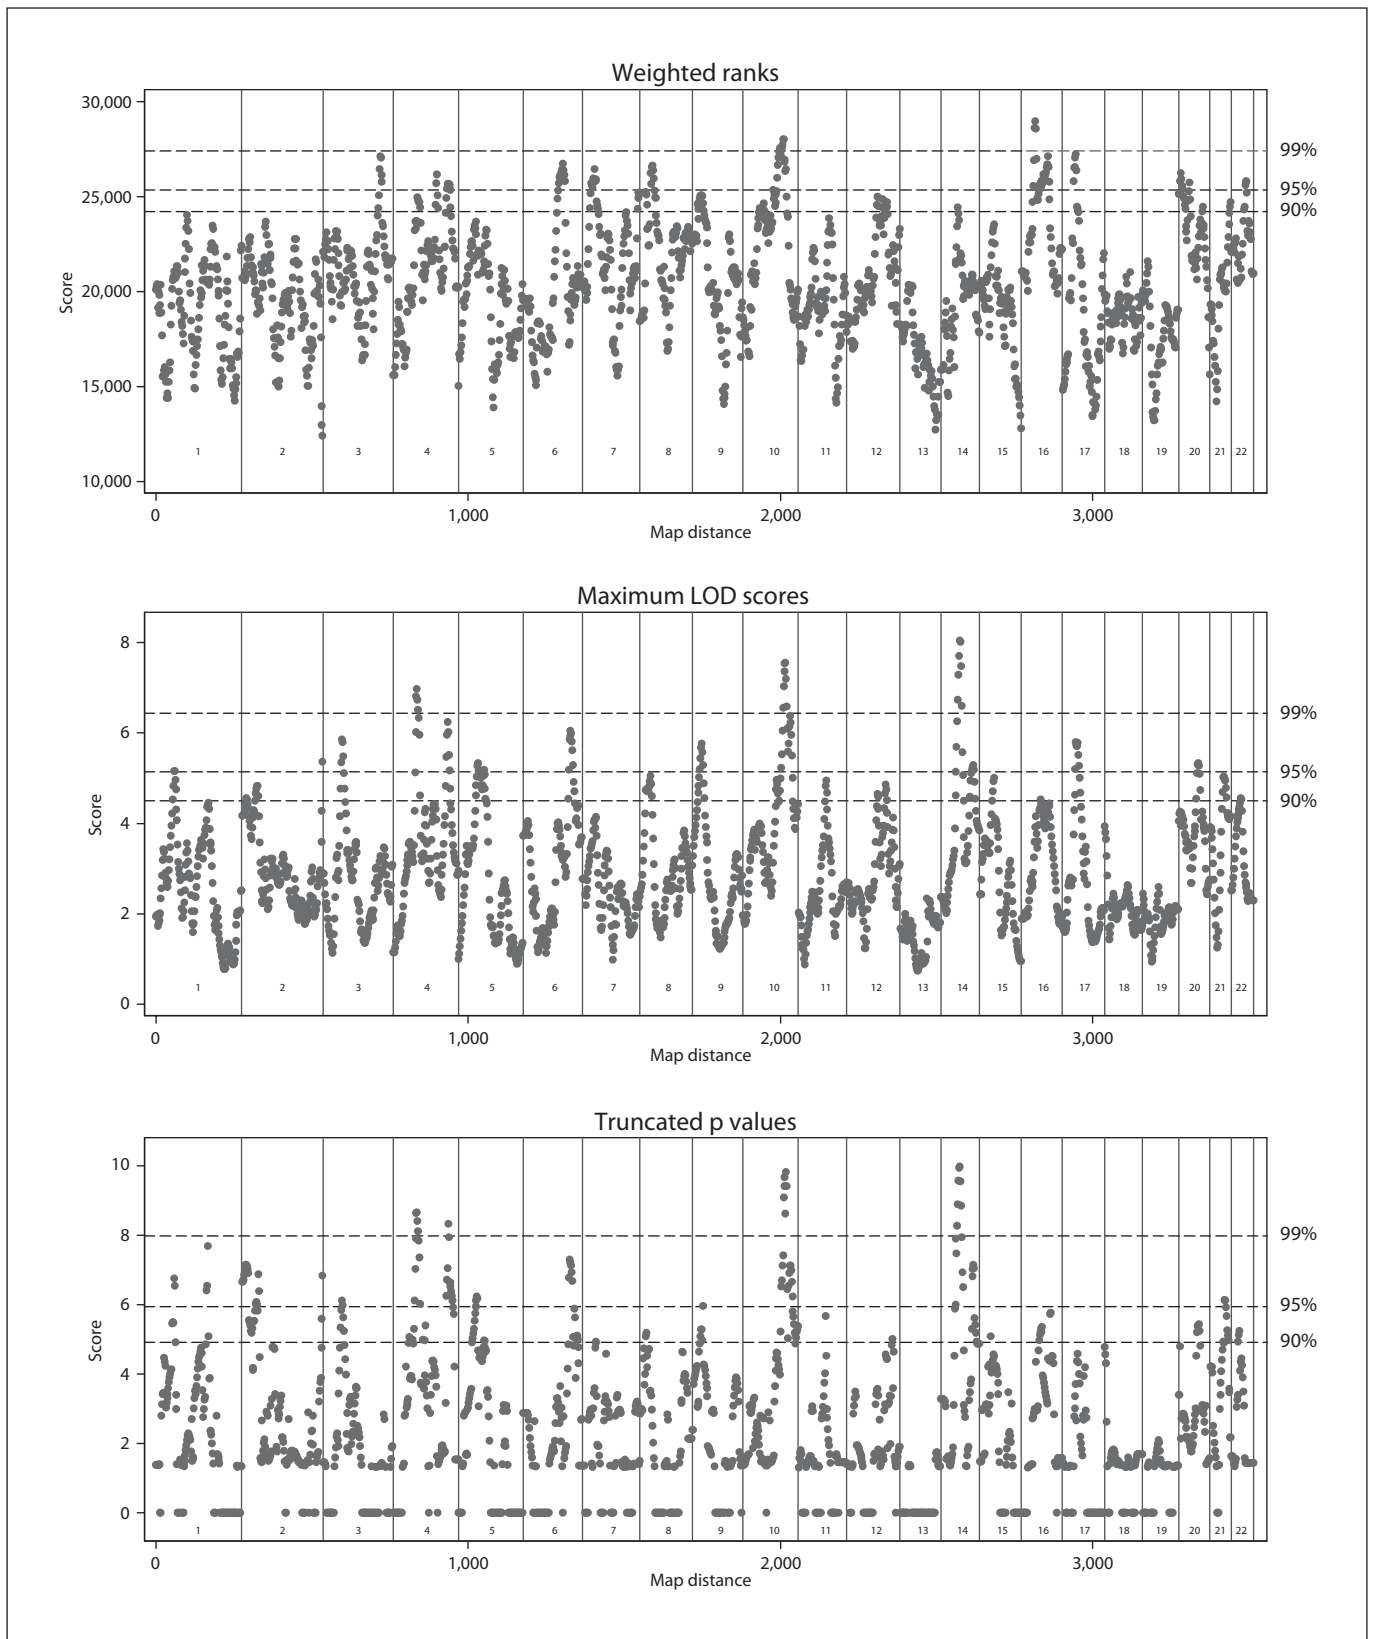 Weighted ranks
30,000
99%
95%
25,000
90%
Score
20,000
15,000
1 2 3 4 5 6 7 8 9 10 11 12 13 14 15 16 17 18 19 20 21 22
10,000
0 1,000 2,000 3,000
Map distance
Maximum LOD scores
8
99%
6
95%
90%
4
Score
2
1 2 3 4 5 6 7 8 9 10 11 12 13 14 15 16 17 18 19 20 21 22
0
0 1,000 2,000 3,000
Map distance
Truncated p values
10
8 99%
6 95%
90%
Score
4
2
0
1 2 3 4 5 6 7 8 9 10 11 12 13 14 15 16 17 18 19 20 21 22
0 1,000 2,000 3,000
Map distance